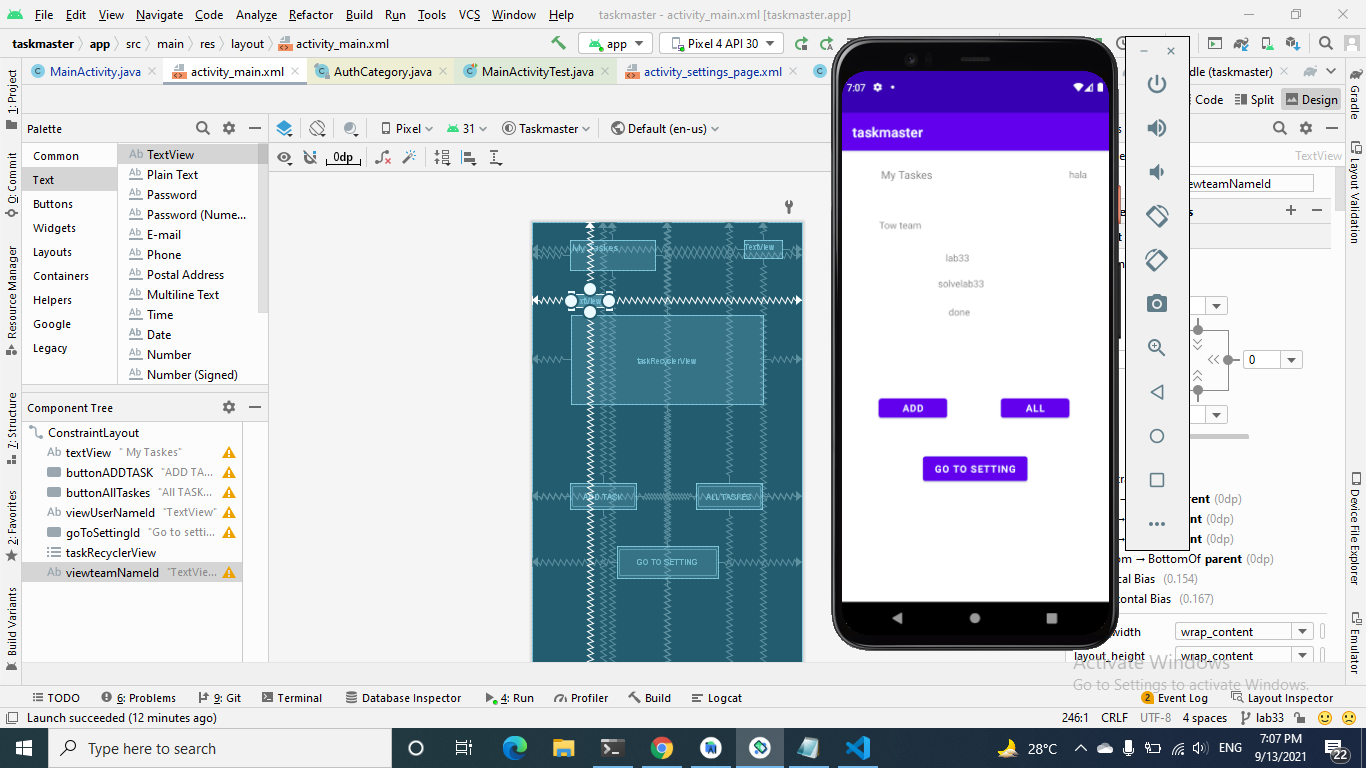 File Edit View Navigate Code Analyze Refactor Build Run Tools VCS Window Help taskmaster - activity_main.xml [taskmaster.app]
taskmaster app src main res layout activity_main.xml app Pixel 4 API 30
MainActivity.java activity_main.xml AuthCategory.java MainActivityTest.java activity_settings_page.xml (taskmaster)
Code Split Design
Palette Pixel 31 Taskmaster Default (en-us)
0dp
Common
Text
Buttons
Widgets
Layouts
Containers
Helpers
Google
Legacy
Ab TextView
Ab Plain Text
Ab Password
Ab Password (Nume...
Ab E-mail
Ab Phone
Ab Postal Address
Ab Multiline Text
Ab Time
Ab Date
Ab Number
Ab Number (Signed)
Component Tree
ConstraintLayout
Ab textView " My Taskes"
buttonADDTASK "ADD TA...
buttonAllTaskes "All TASK...
Ab viewUserNameId "TextView"
goToSettingId "Go to setti...
taskRecyclerView
Ab viewteamNameId "TextVie...
1: Project
0: Commit
Resource Manager
7: Structure
2: Favorites
Build Variants
My Taskes TextView
taskRecyclerView
ADD TASK ALL TASKES
GO TO SETTING
7:07
taskmaster
My Taskes hala
Tow team
lab33
solvelab33
done
ADD ALL
GO TO SETTING
TextView
viewteamNameId
0
parent (0dp)
(0dp)
(0dp)
BottomOf parent (0dp)
(0.154)
Bias (0.167)
wrap_content
layout_height wrap_content
Gradle
Layout Validation
Device File Explorer
Emulator
Activate Windows
Go to Settings to activate Windows.
TODO 6: Problems 9: Git Terminal Database Inspector 4: Run Profiler Build Logcat 2 Event Log Layout Inspector
Launch succeeded (12 minutes ago) 246:1 CRLF UTF-8 4 spaces lab33
Type here to search 28°C ENG 7:07 PM
9/13/2021 22